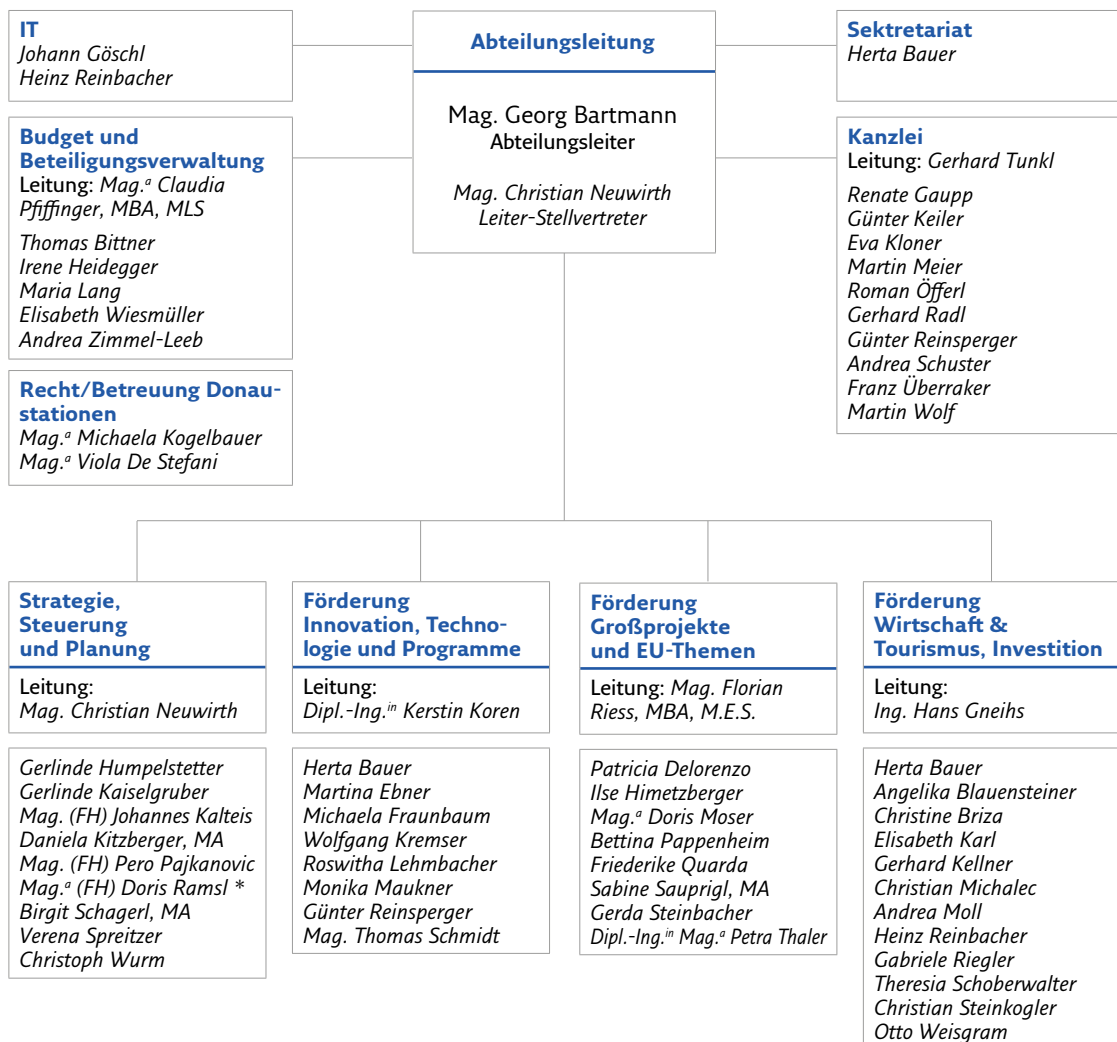 IT
Johann Göschl
Heinz Reinbacher
Abteilungsleitung
Mag. Georg Bartmann
Abteilungsleiter
Mag. Christian Neuwirth
Leiter-Stellvertreter
Sektretariat
Herta Bauer
Budget und
Beteiligungsverwaltung
Leitung: Mag.ª Claudia
Pfiffinger, MBA, MLS
Thomas Bittner
Irene Heidegger
Maria Lang
Elisabeth Wiesmüller
Andrea Zimmel-Leeb
Kanzlei
Leitung: Gerhard Tunkl
Renate Gaupp
Günter Keiler
Eva Kloner
Martin Meier
Roman Öfferl
Gerhard Radl
Günter Reinsperger
Andrea Schuster
Franz Überraker
Martin Wolf
Recht/Betreuung Donau-
stationen
Mag.ª Michaela Kogelbauer
Mag.ª Viola De Stefani
Strategie,
Steuerung
und Planung
Leitung:
Mag. Christian Neuwirth
Gerlinde Humpelstetter
Gerlinde Kaiselgruber
Mag. (FH) Johannes Kalteis
Daniela Kitzberger, MA
Mag. (FH) Pero Pajkanovic
Mag.ª (FH) Doris Ramsl *
Birgit Schagerl, MA
Verena Spreitzer
Christoph Wurm
Förderung
Innovation, Techno-
logie und Programme
Leitung:
Dipl.-Ing.ⁱⁿ Kerstin Koren
Herta Bauer
Martina Ebner
Michaela Fraunbaum
Wolfgang Kremser
Roswitha Lehmbacher
Monika Maukner
Günter Reinsperger
Mag. Thomas Schmidt
Förderung
Großprojekte
und EU-Themen
Leitung: Mag. Florian
Riess, MBA, M.E.S.
Patricia Delorenzo
Ilse Himetzberger
Mag.ª Doris Moser
Bettina Pappenheim
Friederike Quarda
Sabine Sauprigl, MA
Gerda Steinbacher
Dipl.-Ing.ⁱⁿ Mag.ª Petra Thaler
Förderung
Wirtschaft &
Tourismus, Investition
Leitung:
Ing. Hans Gneihs
Herta Bauer
Angelika Blauensteiner
Christine Briza
Elisabeth Karl
Gerhard Kellner
Christian Michalec
Andrea Moll
Heinz Reinbacher
Gabriele Riegler
Theresia Schoberwalter
Christian Steinkogler
Otto Weisgram